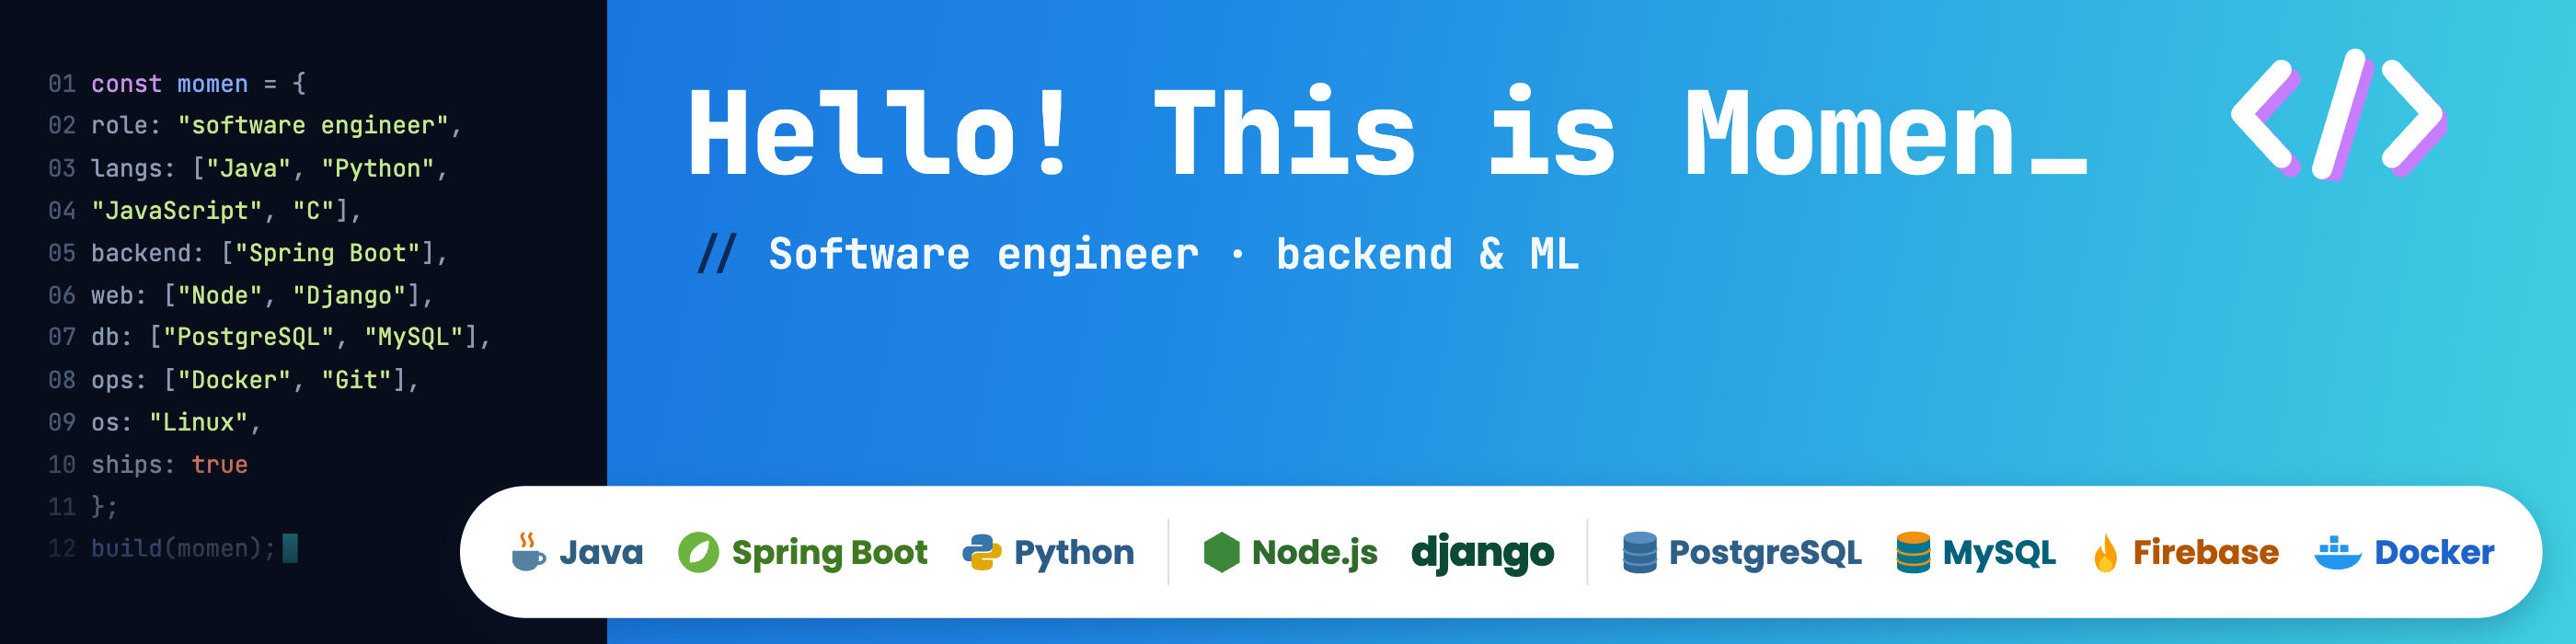 01 const momen = {
02 role: "software engineer",
03 langs: ["Java", "Python",
04 "JavaScript", "C"],
05 backend: ["Spring Boot"],
06 web: ["Node", "Django"],
07 db: ["PostgreSQL", "MySQL"],
08 ops: ["Docker", "Git"],
09 os: "Linux",
10 ships: true
11 };
12 build(momen);
Hello! This is Momen_
// Software engineer · backend & ML
</>
Java Spring Boot Python Node.js django PostgreSQL MySQL Firebase Docker